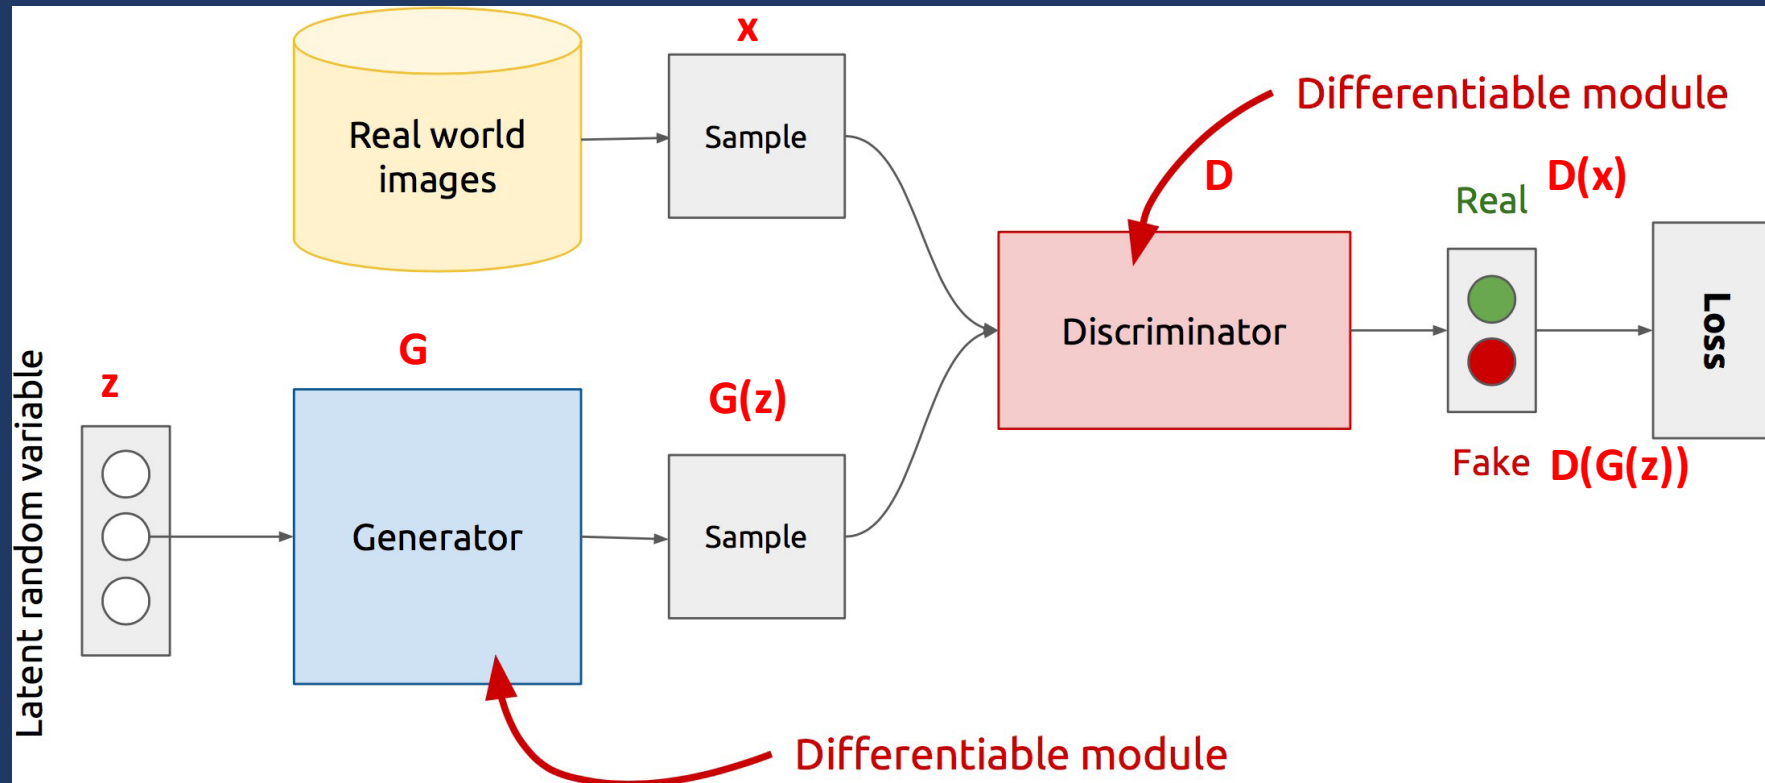 x
Real world
images
Sample
Differentiable module
D
Real
D(x)
Discriminator
Loss
Latent random variable
z
G
Generator
G(z)
Sample
Fake
D(G(z))
Differentiable module